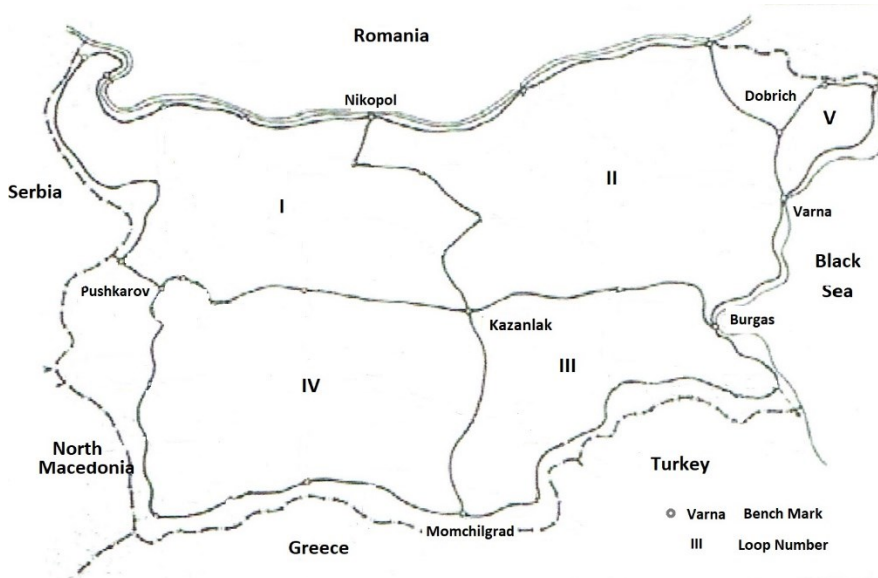 Romania
Nikopol
Dobrich
V
II
Serbia
I
Varna
Black
Sea
Pushkarov
Kazanlak
Burgas
III
IV
North
Macedonia
Turkey
Varna Bench Mark
Momchilgrad
III Loop Number
Greece